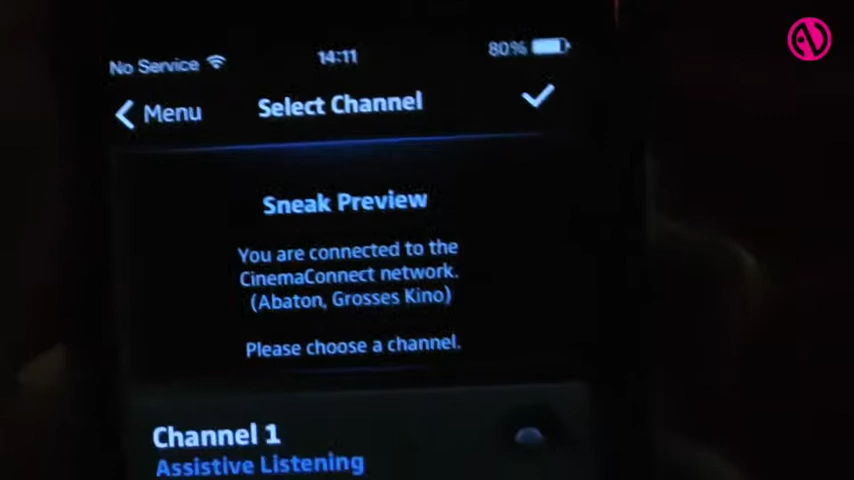 No Service 14:11 80%
Menu Select Channel
Sneak Preview
You are connected to the
CinemaConnect network.
(Abaton, Grosses Kino)
Please choose a channel.
Channel 1
Assistive Listening